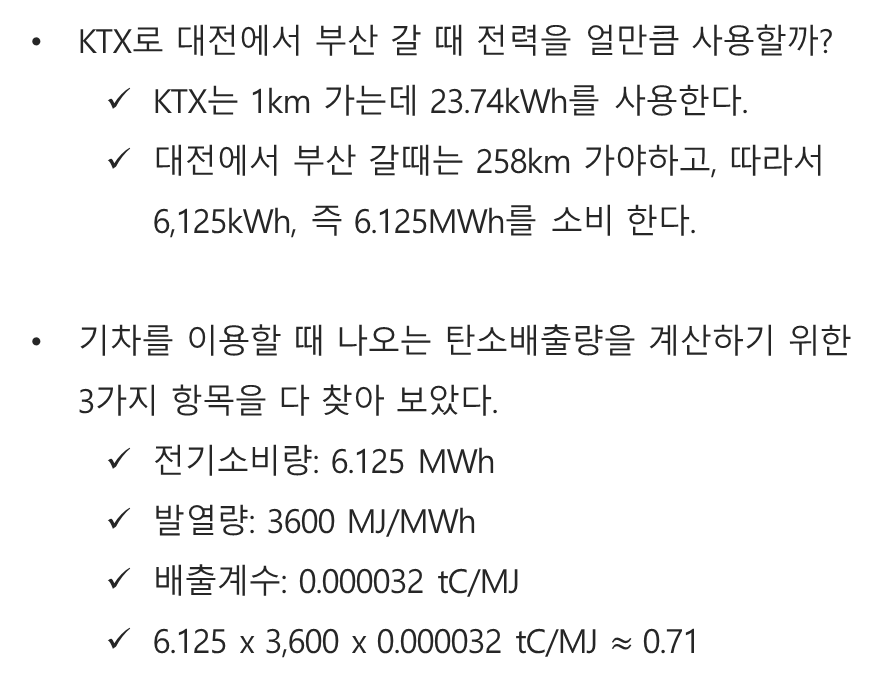 • KTX로 대전에서 부산 갈 때 전력을 얼만큼 사용할까?
✓ KTX는 1km 가는데 23.74kWh를 사용한다.
✓ 대전에서 부산 갈때는 258km 가야하고, 따라서
6,125kWh, 즉 6.125MWh를 소비 한다.
• 기차를 이용할 때 나오는 탄소배출량을 계산하기 위한
3가지 항목을 다 찾아 보았다.
✓ 전기소비량: 6.125 MWh
✓ 발열량: 3600 MJ/MWh
✓ 배출계수: 0.000032 tC/MJ
✓ 6.125 x 3,600 x 0.000032 tC/MJ ≈ 0.71